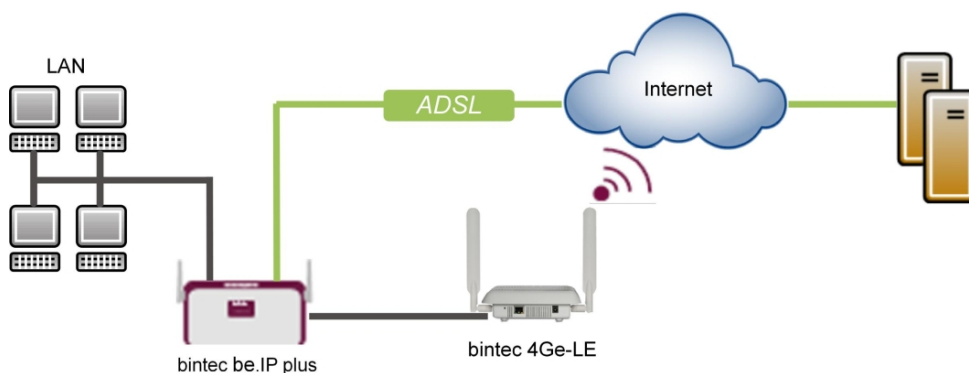 LAN
ADSL
Internet
bintec 4Ge-LE
bintec be.IP plus